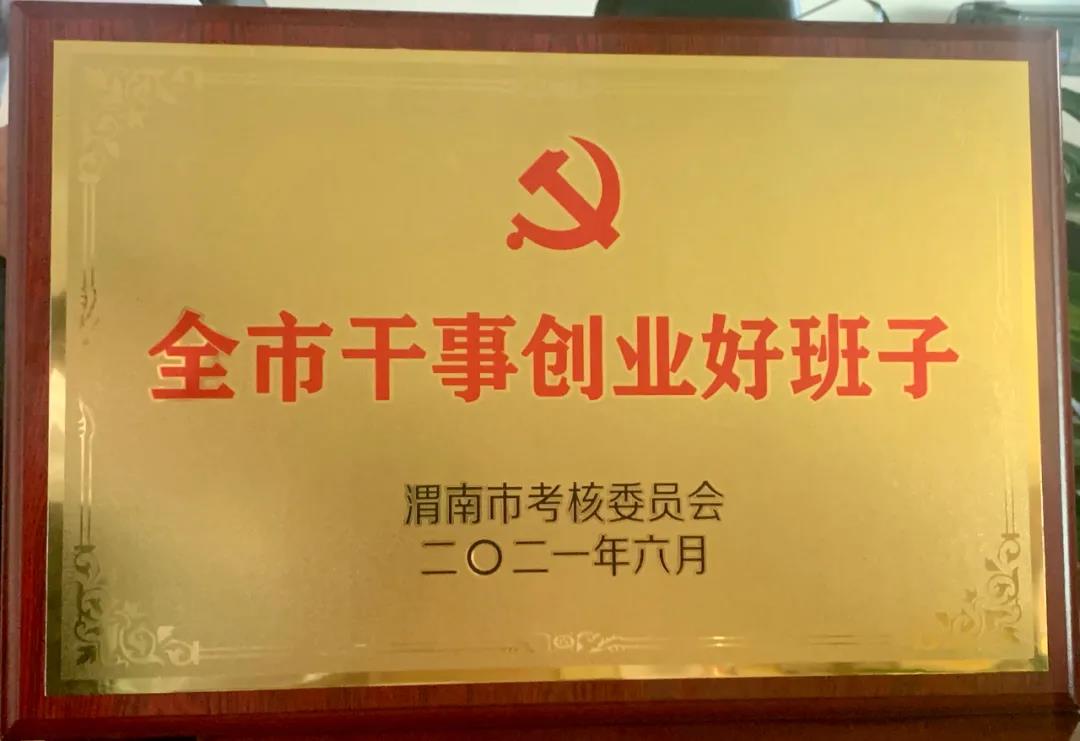 全市干事创业好班子
渭南市考核委员会
二〇二一年六月